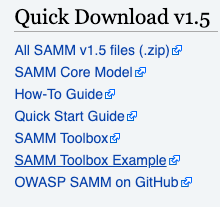 Quick Download v1.5
All SAMM v1.5 files (.zip)
SAMM Core Model
How-To Guide
Quick Start Guide
SAMM Toolbox
SAMM Toolbox Example
OWASP SAMM on GitHub